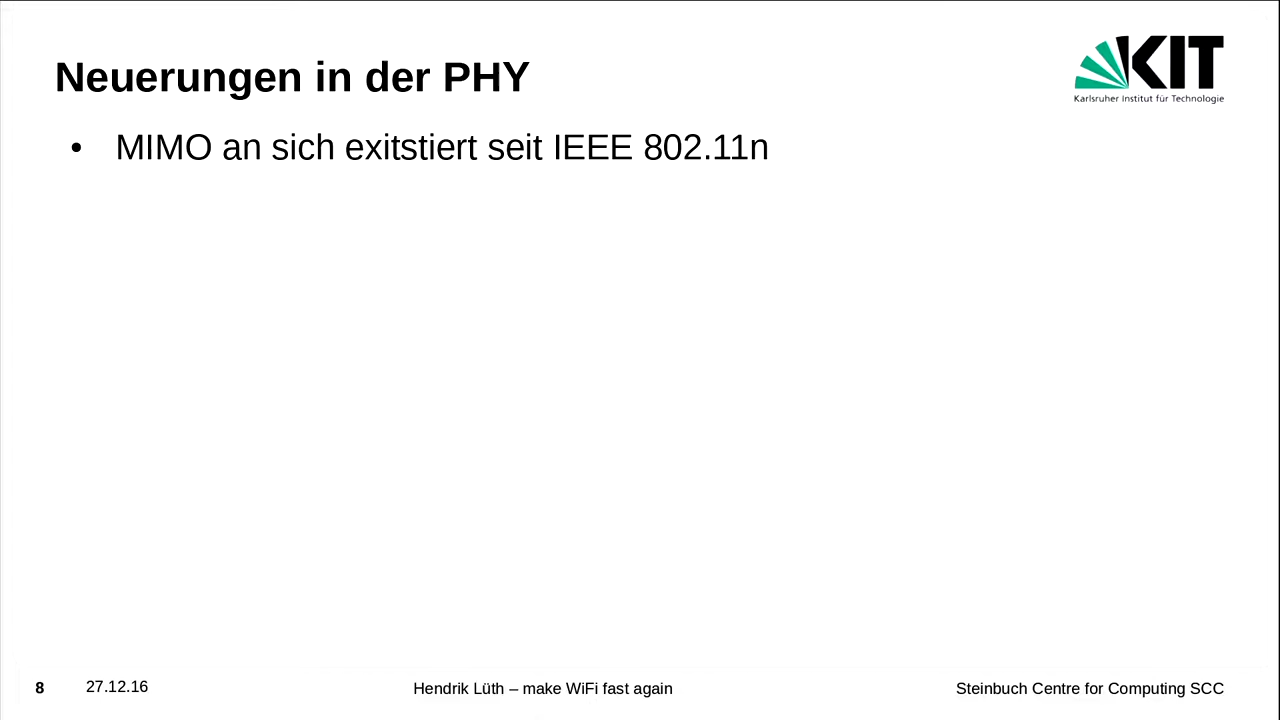 KIT
Karlsruher Institut für Technologie
Neuerungen in der PHY
• MIMO an sich exitstiert seit IEEE 802.11n
8 27.12.16 Hendrik Lüth – make WiFi fast again Steinbuch Centre for Computing SCC